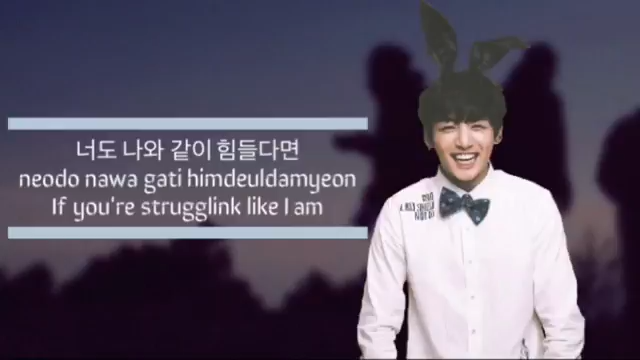 너도 나와 같이 힘들다면
neodo nawa gati himdeuldamyeon
If you're strugglink like I am